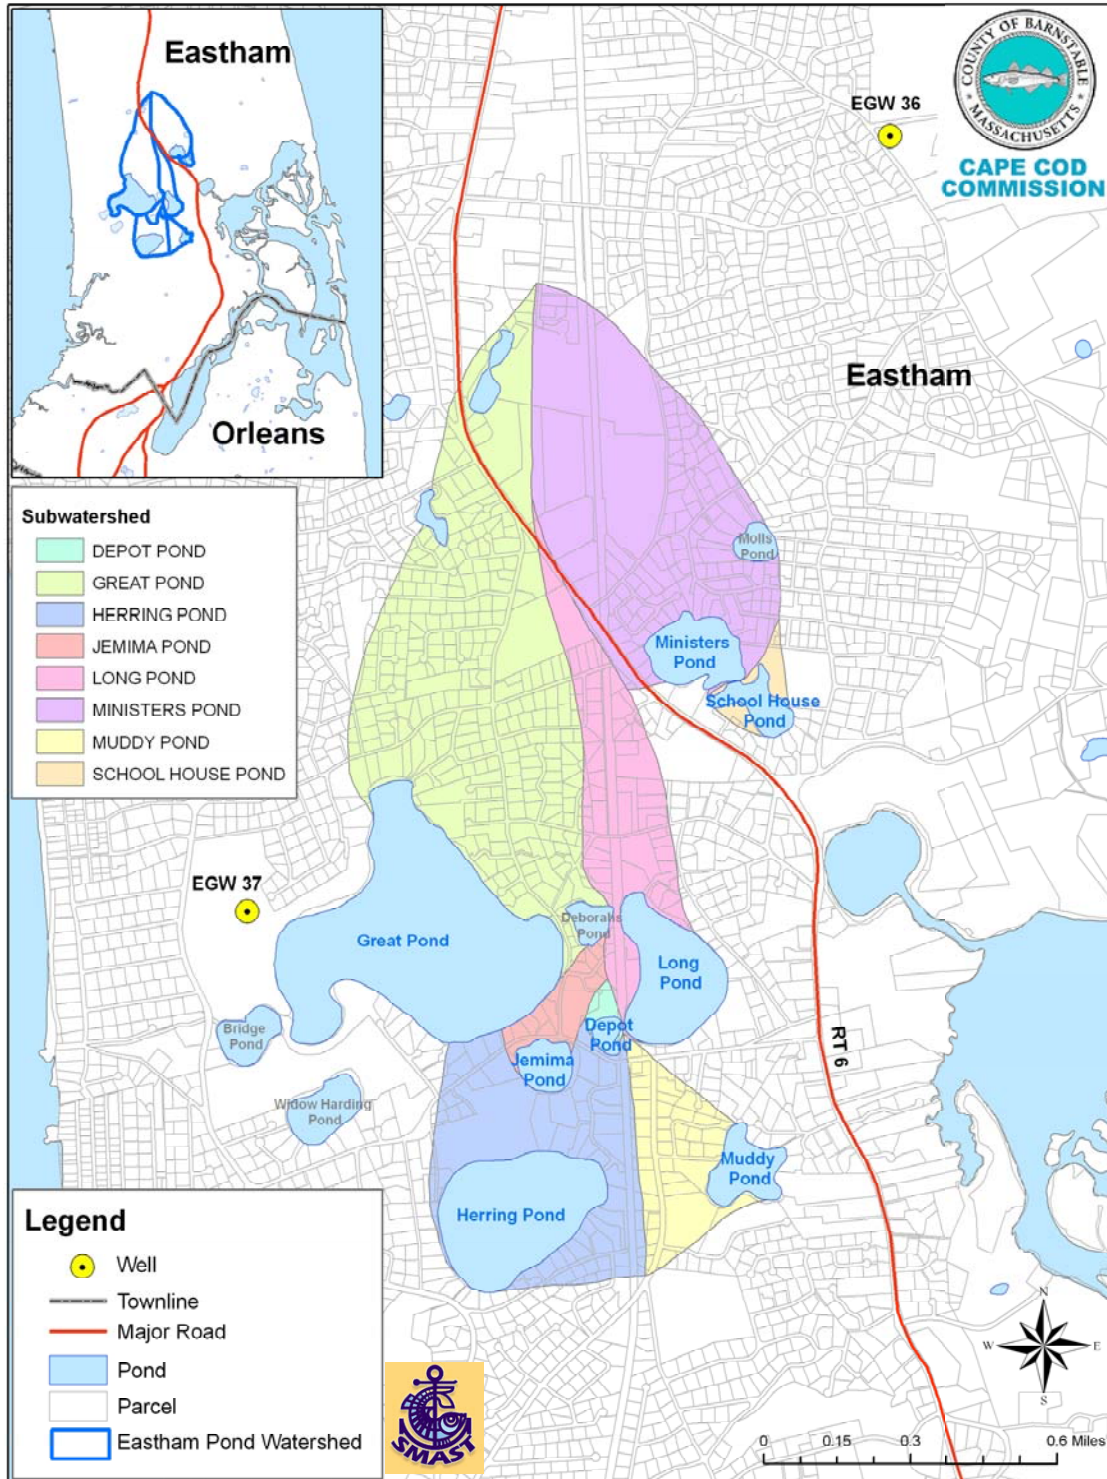 Eastham
Orleans
COUNTY OF BARNSTABLE
MASSACHUSETTS
CAPE COD
COMMISSION
EGW 36
Eastham
Subwatershed
DEPOT POND
GREAT POND
HERRING POND
JEMIMA POND
LONG POND
MINISTERS POND
MUDDY POND
SCHOOL HOUSE POND
Molls
Pond
Ministers
Pond
School House
Pond
EGW 37
Great Pond
Deborahs
Pond
Long
Pond
Bridge
Pond
Depot
Pond
Jemima
Pond
RT 6
Widow Harding
Pond
Muddy
Pond
Herring Pond
Legend
Well
Townline
Major Road
Pond
Parcel
Eastham Pond Watershed
SMAST
N
W
E
S
0 0.15 0.3 0.6 Miles